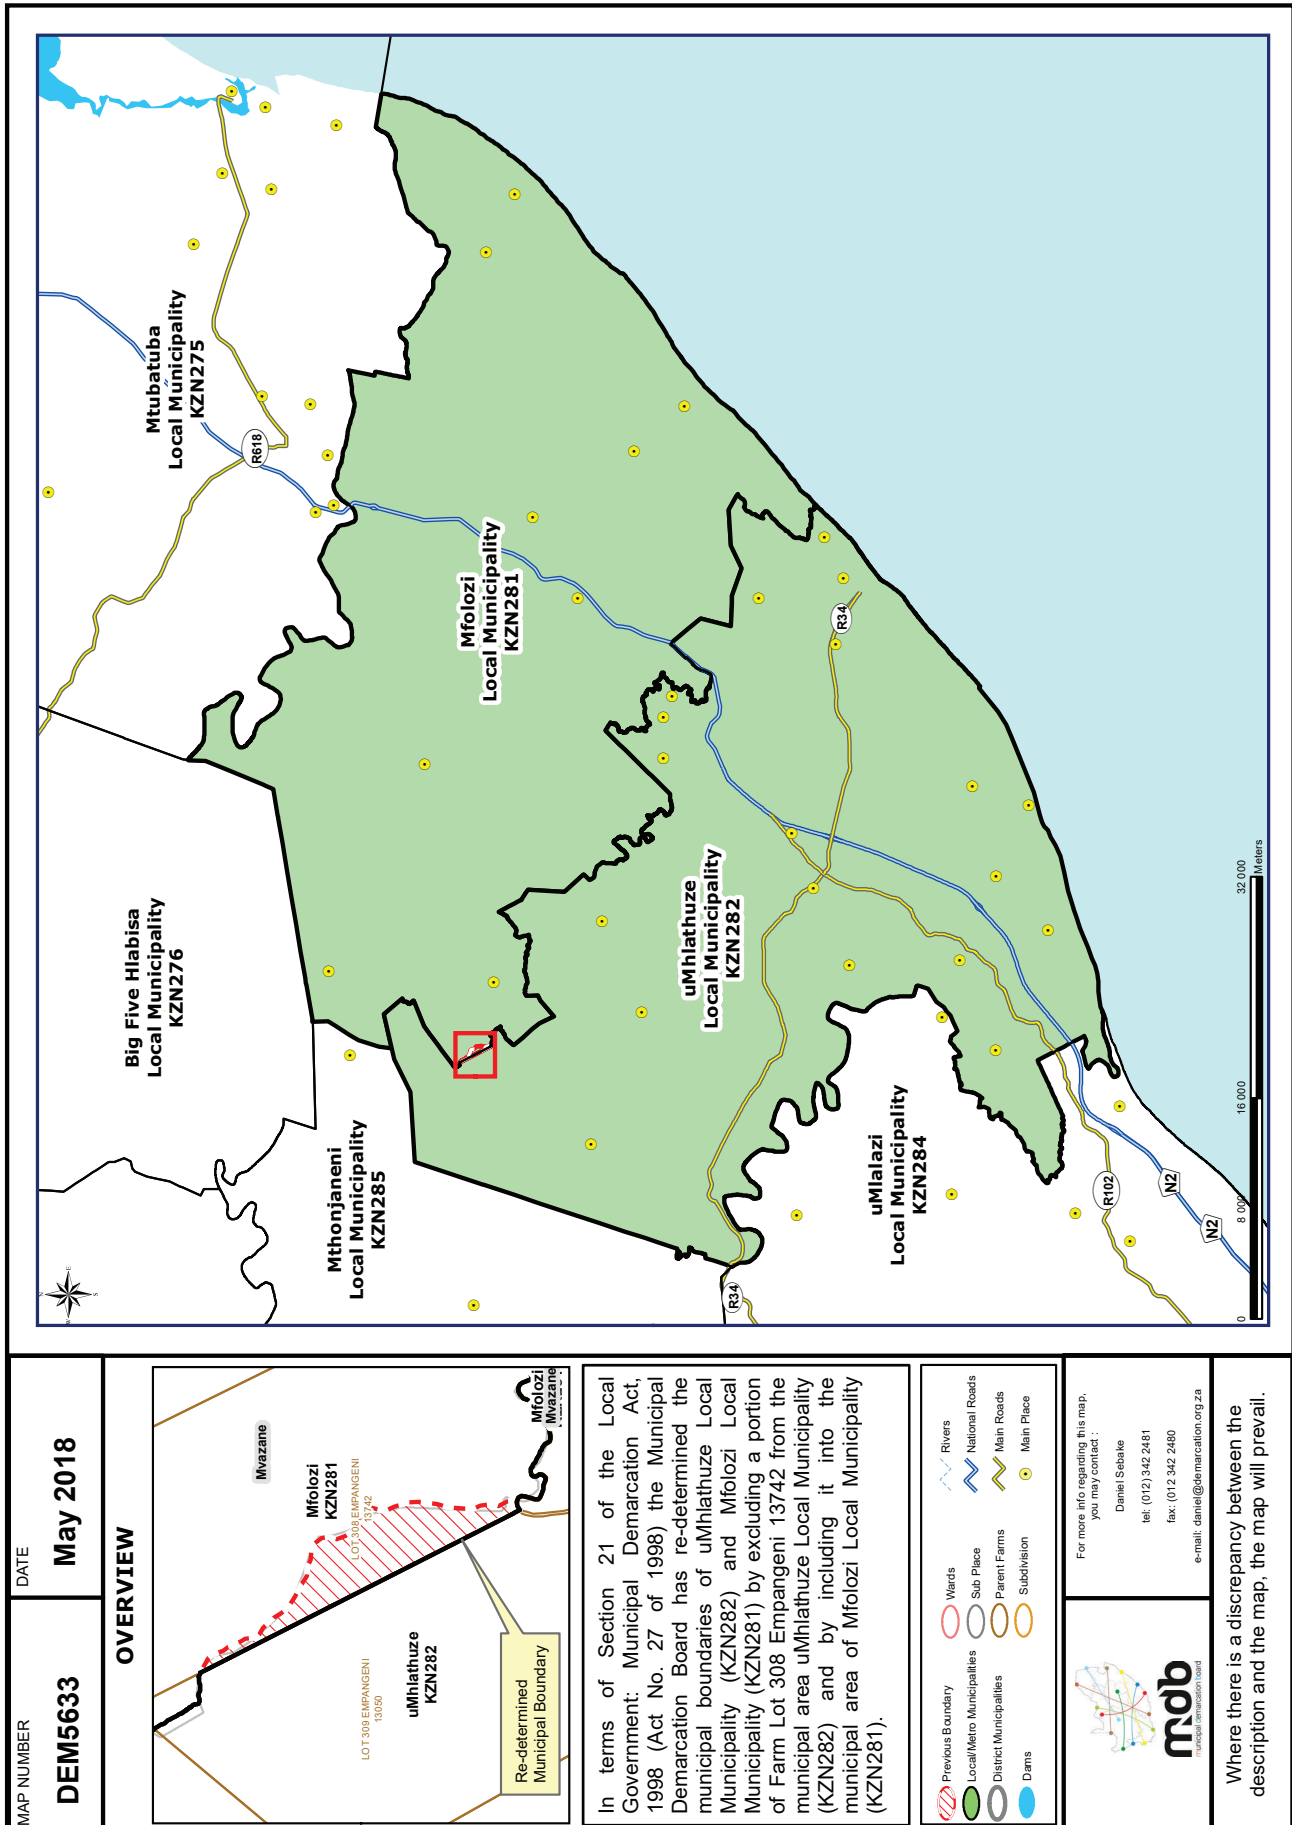 MAP NUMBER
DEM5633
DATE
May 2018
OVERVIEW
Mvazane
Mfolozi
KZN281
LOT 308 EMPANGENI
13742
Mfolozi
Mvazane
LOT 309 EMPANGENI
13050
uMhlathuze
KZN282
Re-determined
Municipal Boundary
In terms of Section 21 of the Local
Government: Municipal Demarcation Act,
1998 (Act No. 27 of 1998) the Municipal
Demarcation Board has re-determined the
municipal boundaries of uMhlathuze Local
Municipality (KZN282) and Mfolozi Local
Municipality (KZN281) by excluding a portion
of Farm Lot 308 Empangeni 13742 from the
municipal area uMhlathuze Local Municipality
(KZN282) and by including it into the
municipal area of Mfolozi Local Municipality
(KZN281).
Previous Boundary
Local/Metro Municipalities
District Municipalities
Dams
Wards
Sub Place
Parent Farms
Subdivision
Rivers
National Roads
Main Roads
Main Place
mdb
municipal demarcation board
For more info regarding this map,
you may contact :
Daniel Sebake
tel: (012) 342 2481
fax: (012 342 2480
e-mail: daniel@demarcation.org.za
Where there is a discrepancy between the
description and the map, the map will prevail.
N
E
S
W
Big Five Hlabisa
Local Municipality
KZN276
Mtubatuba
Local Municipality
KZN275
R618
Mthonjaneni
Local Municipality
KZN285
Mfolozi
Local Municipality
KZN281
uMhlathuze
Local Municipality
KZN282
R34
R34
uMlalazi
Local Municipality
KZN284
R102
N2
N2
0
8 000
16 000
32 000
Meters